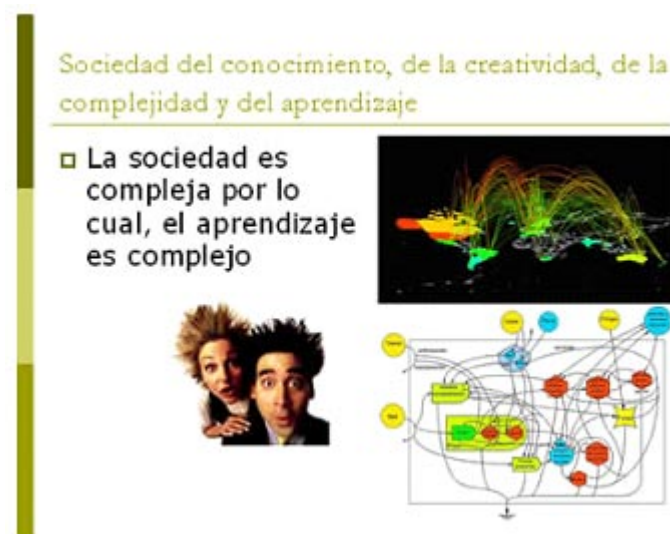 Sociedad del conocimiento, de la creatividad, de la
complejidad y del aprendizaje
La sociedad es
compleja por lo
cual, el aprendizaje
es complejo